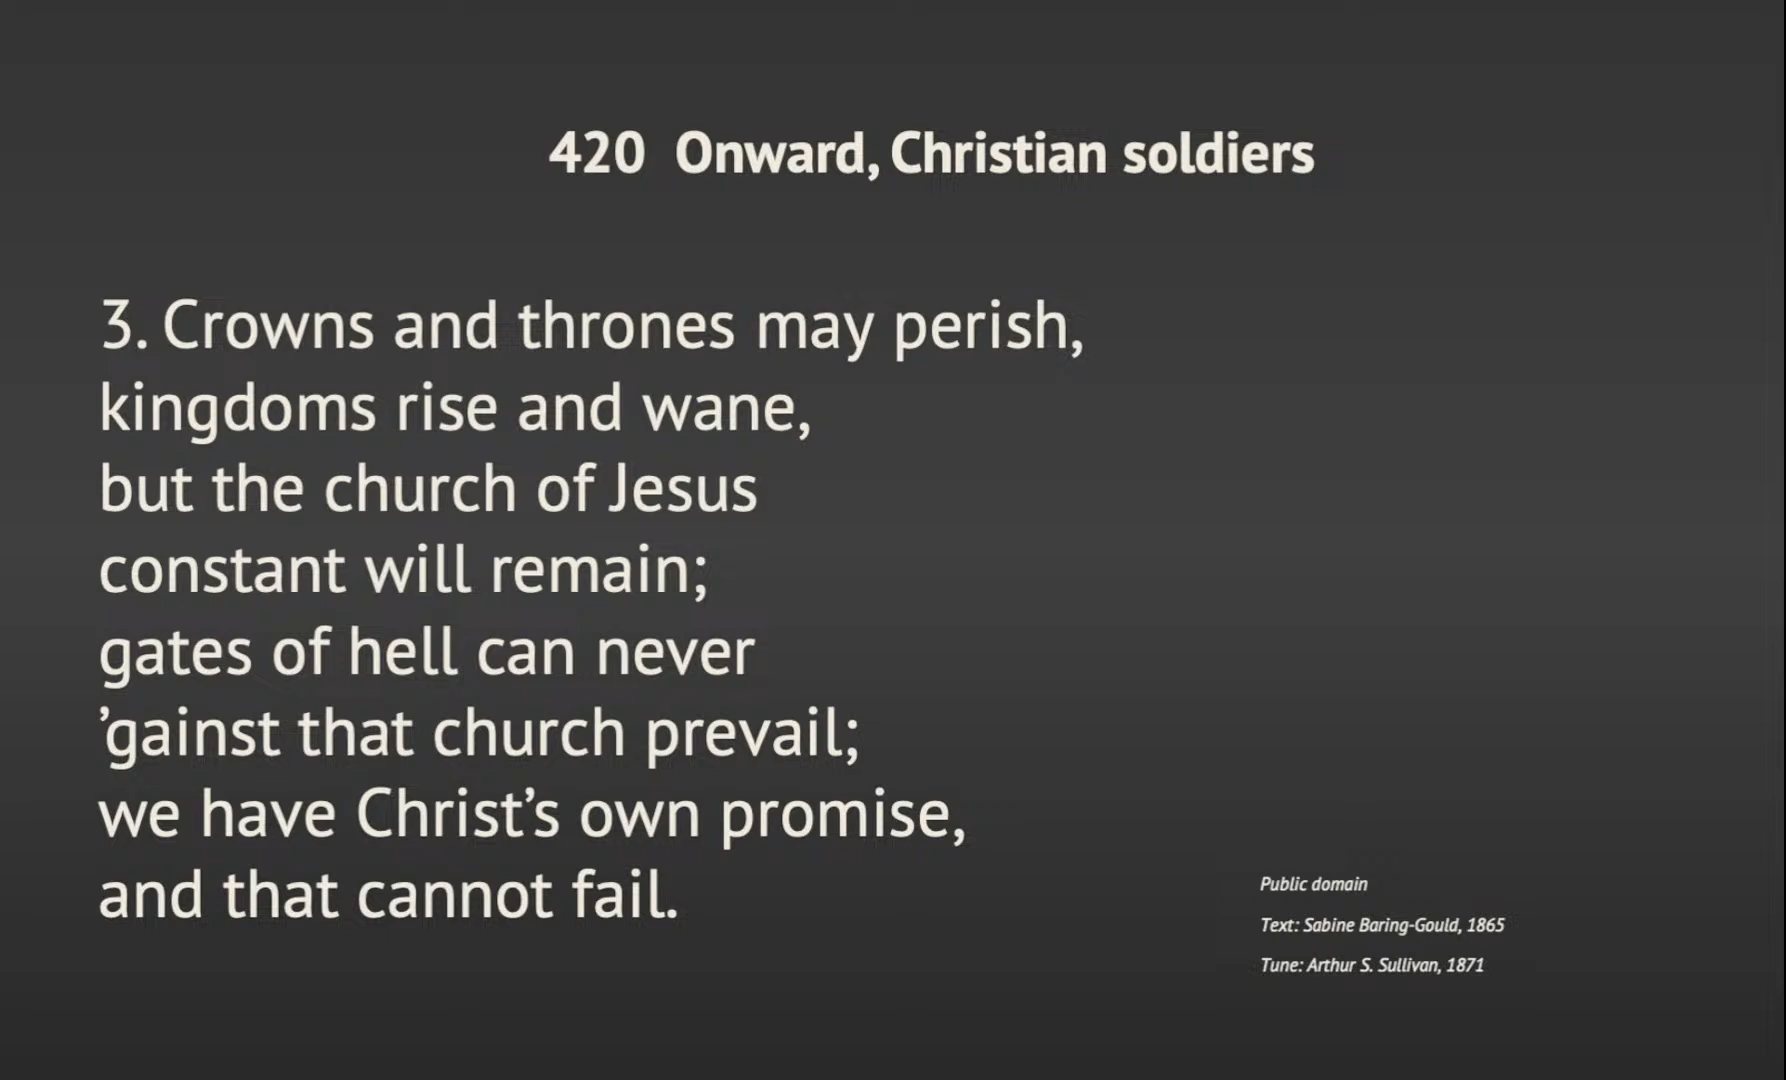 420 Onward, Christian soldiers
3. Crowns and thrones may perish,
kingdoms rise and wane,
but the church of Jesus
constant will remain;
gates of hell can never
’gainst that church prevail;
we have Christ’s own promise,
and that cannot fail.
Public domain
Text: Sabine Baring-Gould, 1865
Tune: Arthur S. Sullivan, 1871